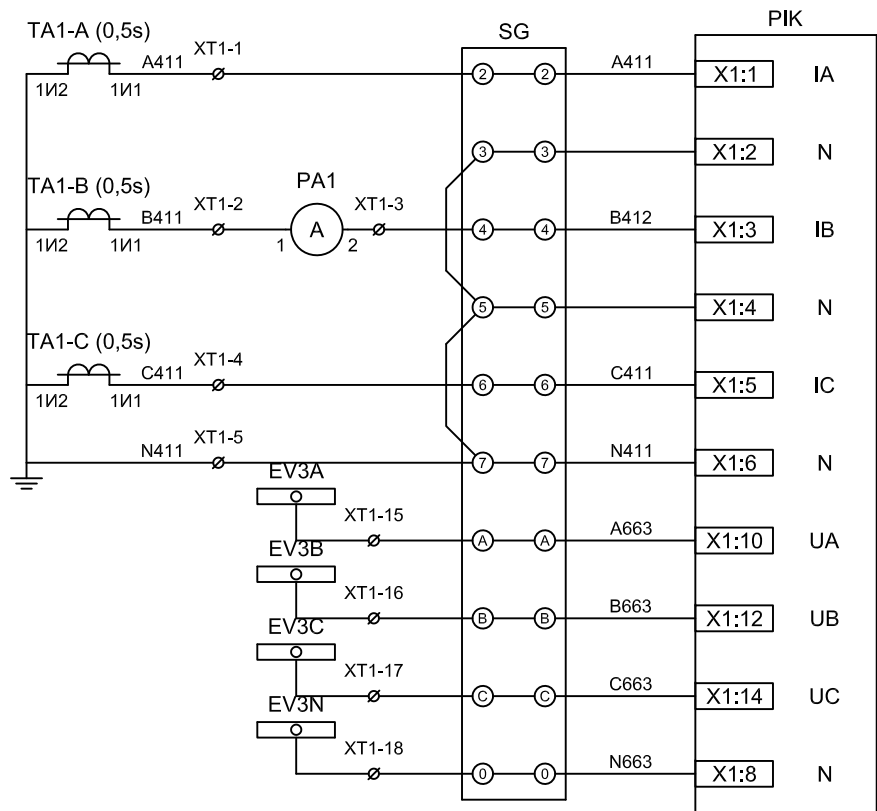 PIK
SG
TA1-A (0,5s)
A411
XT1-1
2
2
A411
X1:1
IA
1И2
1И1
3
3
X1:2
N
TA1-B (0,5s)
PA1
B411
XT1-2
XT1-3
A
4
4
B412
X1:3
IB
1И2
1И1
1
2
5
5
X1:4
N
TA1-C (0,5s)
C411
XT1-4
6
6
C411
X1:5
IC
1И2
1И1
N411
XT1-5
7
7
N411
X1:6
N
EV3A
XT1-15
A
A
A663
X1:10
UA
EV3B
XT1-16
B
B
B663
X1:12
UB
EV3C
XT1-17
C
C
C663
X1:14
UC
EV3N
XT1-18
0
0
N663
X1:8
N